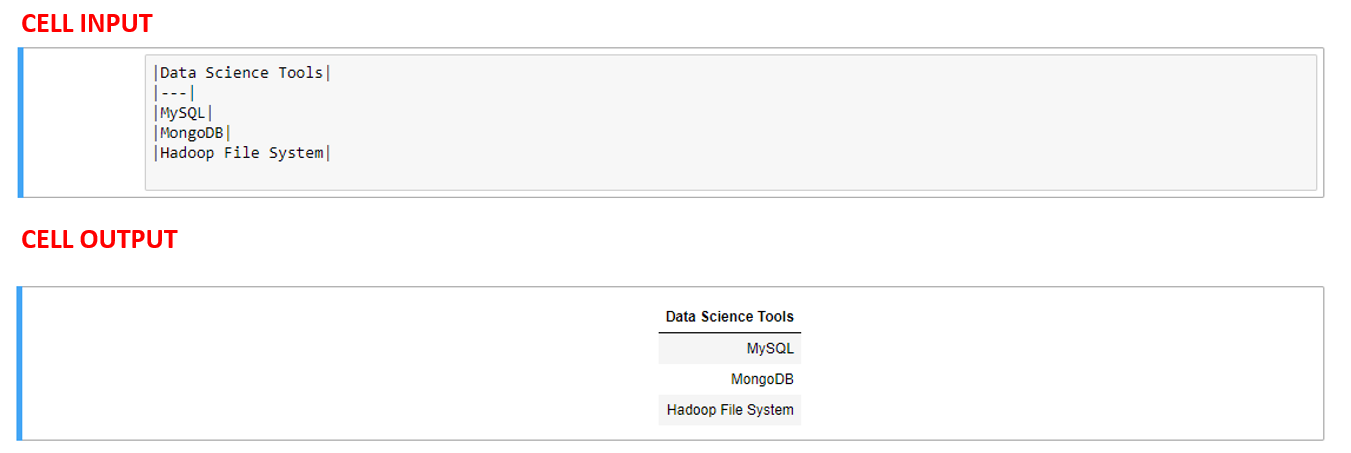 CELL INPUT
|Data Science Tools|
|---|
|MySQL|
|MongoDB|
|Hadoop File System|
CELL OUTPUT
Data Science Tools
MySQL
MongoDB
Hadoop File System